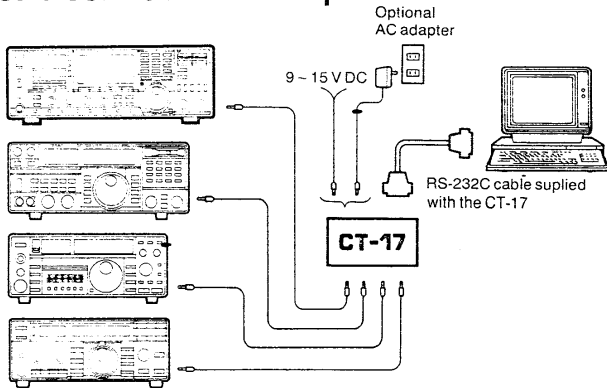 Optional
AC adapter
9 ~ 15 V DC
RS-232C cable suplied
with the CT-17
CT-17